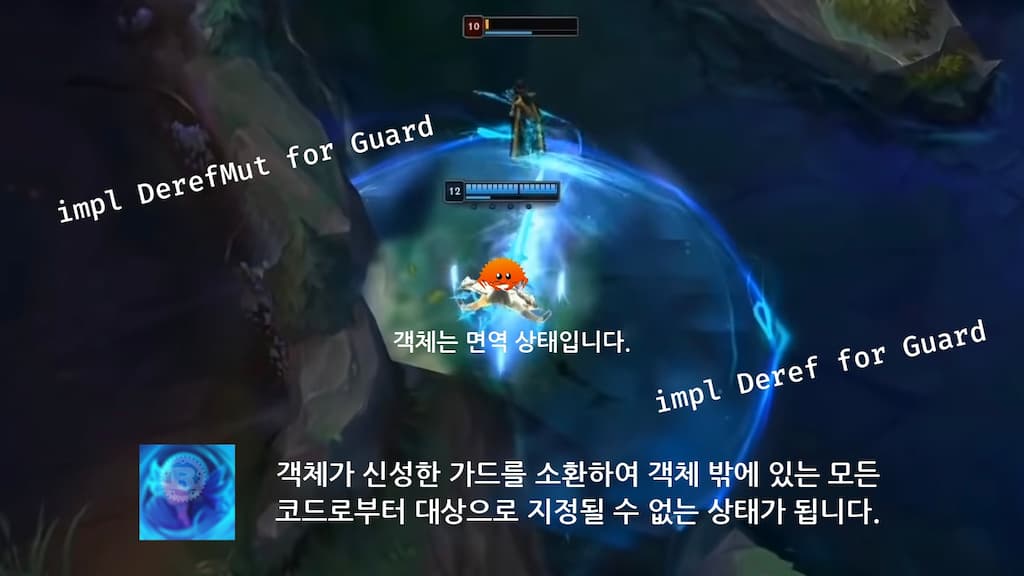 10
impl DerefMut for Guard
12
객체는 면역 상태입니다.
impl Deref for Guard
객체가 신성한 가드를 소환하여 객체 밖에 있는 모든
코드로부터 대상으로 지정될 수 없는 상태가 됩니다.